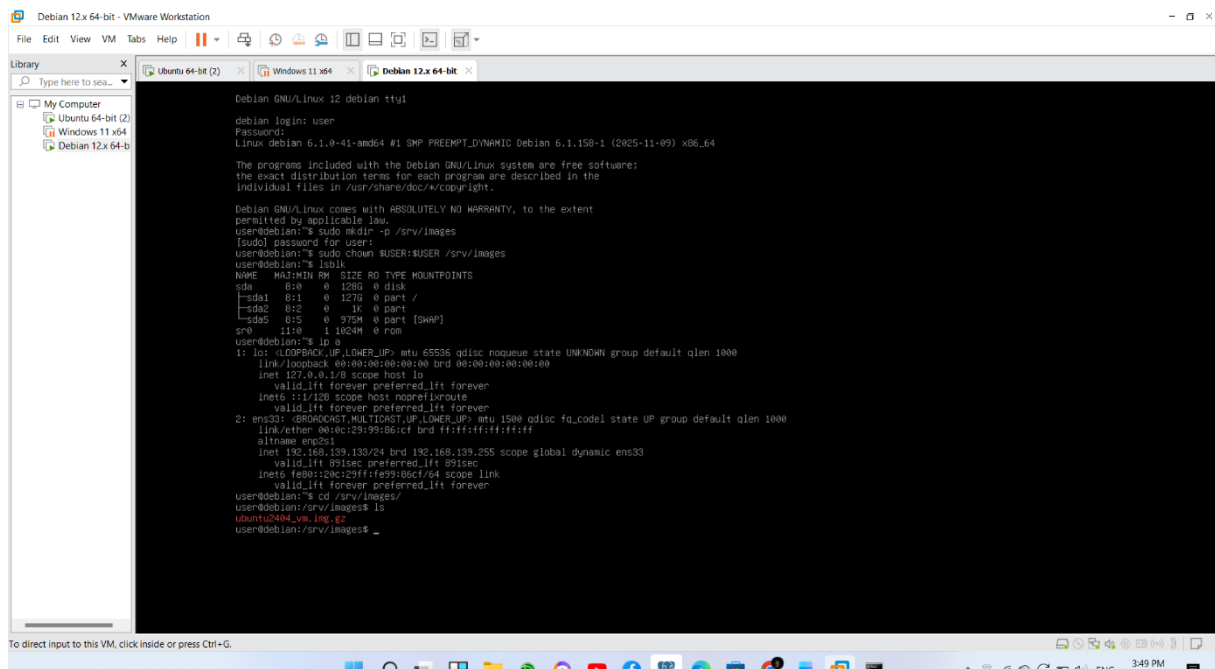 Debian 12.x 64-bit - VMware Workstation
File Edit View VM Tabs Help
Library X
Type here to sea...
My Computer
Ubuntu 64-bit (2)
Windows 11 x64
Debian 12.x 64-b
Ubuntu 64-bit (2) Windows 11 x64 Debian 12.x 64-bit
Debian GNU/Linux 12 debian tty1
debian login: user
Password:
Linux debian 6.1.0-41-amd64 #1 SMP PREEMPT_DYNAMIC Debian 6.1.158-1 (2025-11-09) x86_64
The programs included with the Debian GNU/Linux system are free software;
the exact distribution terms for each program are described in the
individual files in /usr/share/doc/*/copyright.
Debian GNU/Linux comes with ABSOLUTELY NO WARRANTY, to the extent
permitted by applicable law.
user@debian:~$ sudo mkdir -p /srv/images
[sudo] password for user:
user@debian:~$ sudo chown $USER:$USER /srv/images
user@debian:~$ lsblk
NAME MAJ:MIN RM SIZE RO TYPE MOUNTPOINTS
sda 8:0 0 128G 0 disk
├─sda1 8:1 0 127G 0 part /
├─sda2 8:2 0 1K 0 part
└─sda5 8:5 0 975M 0 part [SWAP]
sr0 11:0 1 1024M 0 rom
user@debian:~$ ip a
1: lo: <LOOPBACK,UP,LOWER_UP> mtu 65536 qdisc noqueue state UNKNOWN group default qlen 1000
link/loopback 00:00:00:00:00:00 brd 00:00:00:00:00:00
inet 127.0.0.1/8 scope host lo
valid_lft forever preferred_lft forever
inet6 ::1/128 scope host noprefixroute
valid_lft forever preferred_lft forever
2: ens33: <BROADCAST,MULTICAST,UP,LOWER_UP> mtu 1500 qdisc fq_codel state UP group default qlen 1000
link/ether 00:0c:29:99:86:cf brd ff:ff:ff:ff:ff:ff
altname enp2s1
inet 192.168.139.133/24 brd 192.168.139.255 scope global dynamic ens33
valid_lft 891sec preferred_lft 891sec
inet6 fe80::20c:29ff:fe99:86cf/64 scope link
valid_lft forever preferred_lft forever
user@debian:~$ cd /srv/images/
user@debian:/srv/images$ ls
ubuntu2404_vm.img.gz
user@debian:/srv/images$ _
To direct input to this VM, click inside or press Ctrl+G.
3:49 PM